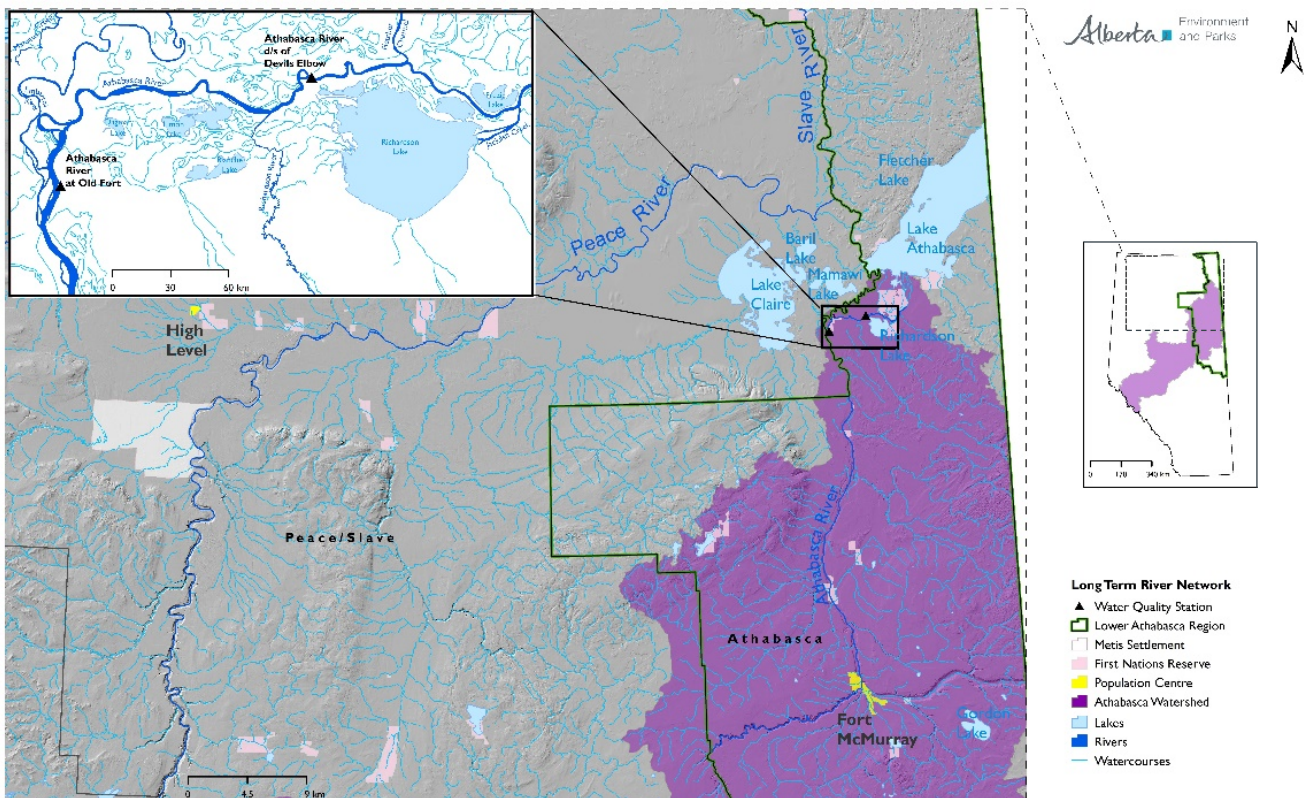 Athabasca River
d/s of
Devils Elbow
Athabasca River
Richardson
Lake
Richardson River
Athabasca
River
at Old Fort
0 30 60 km
Alberta
Environment
and Parks
N
Slave River
Peace River
Fletcher
Lake
Lake
Athabasca
Baril
Lake
Mamawi
Lake
Lake
Claire
Richardson
Lake
High
Level
Peace/Slave
Athabasca River
Athabasca
Fort
McMurray
Gordon
Lake
0 4.5 9 km
0 120 240 km
Long Term River Network
Water Quality Station
Lower Athabasca Region
Metis Settlement
First Nations Reserve
Population Centre
Athabasca Watershed
Lakes
Rivers
Watercourses